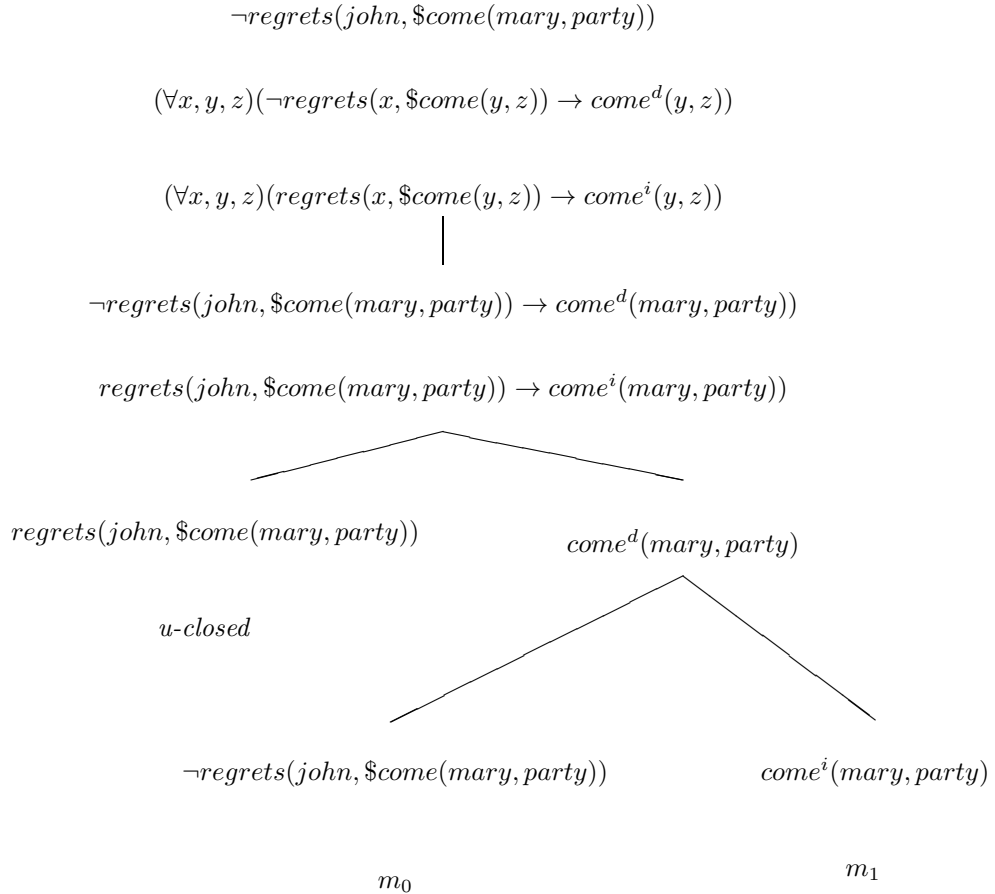 ¬regrets(john, $come(mary, party))
(∀x, y, z)(¬regrets(x, $come(y, z)) → come^d(y, z))
(∀x, y, z)(regrets(x, $come(y, z)) → come^i(y, z))
¬regrets(john, $come(mary, party)) → come^d(mary, party))
regrets(john, $come(mary, party)) → come^i(mary, party))
regrets(john, $come(mary, party))
come^d(mary, party)
u-closed
¬regrets(john, $come(mary, party))
come^i(mary, party)
m_0
m_1